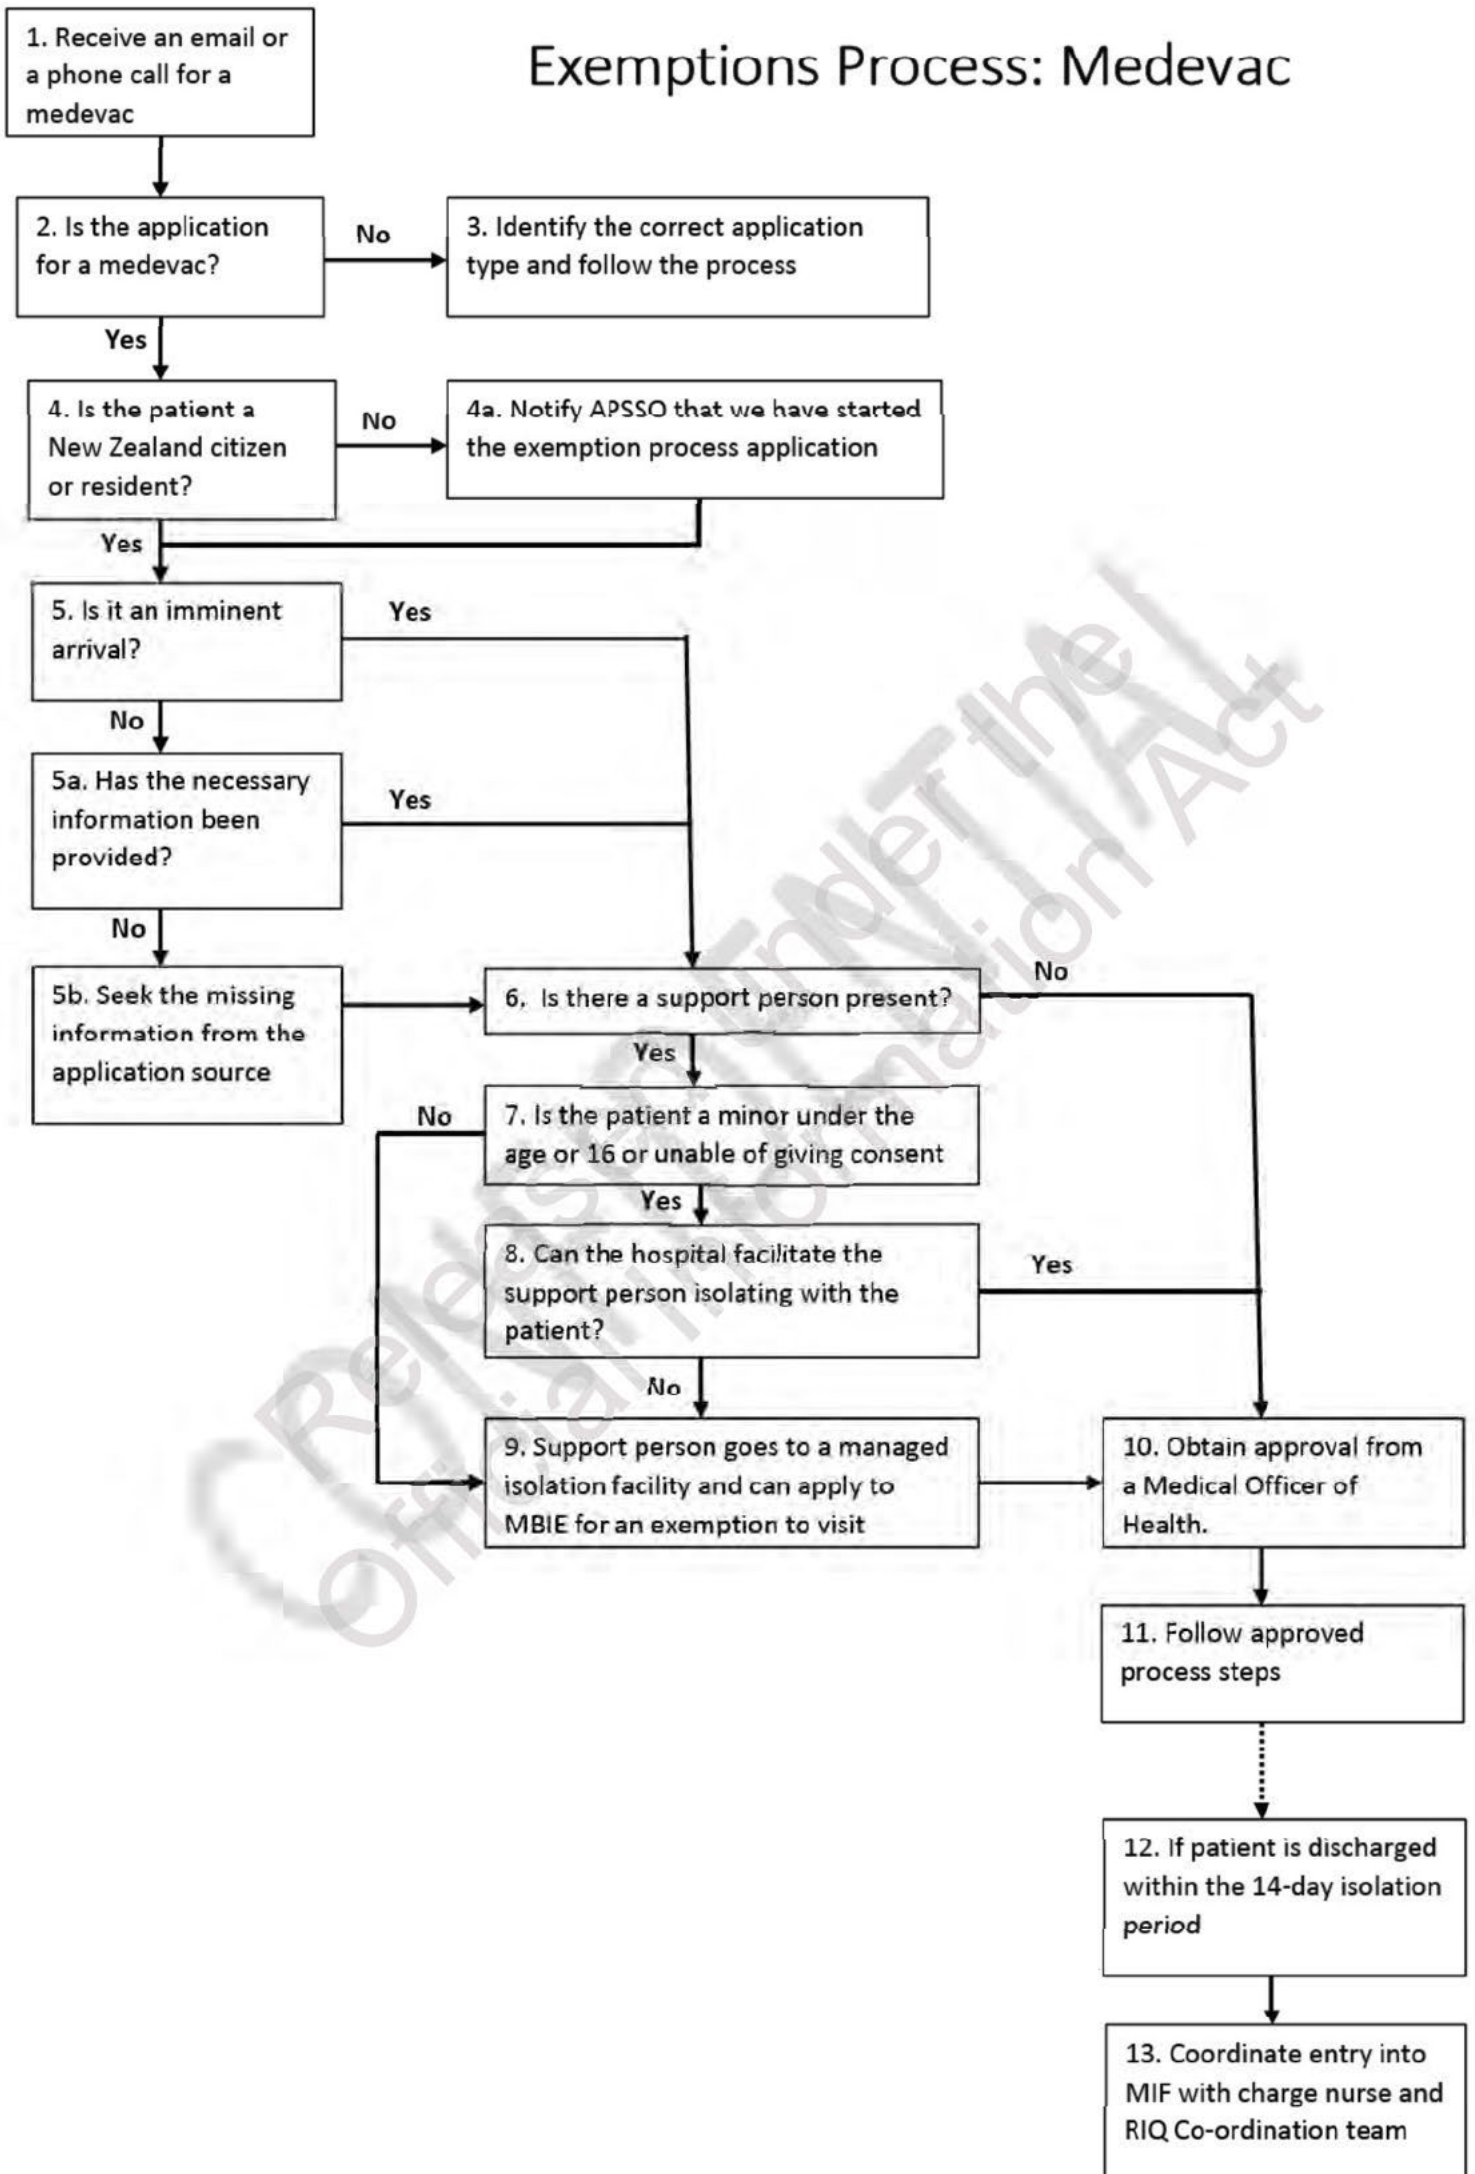 Exemptions Process: Medevac
1. Receive an email or
a phone call for a
medevac
2. Is the application
for a medevac?
No
3. Identify the correct application
type and follow the process
Yes
4. Is the patient a
New Zealand citizen
or resident?
No
4a. Notify APSSO that we have started
the exemption process application
Yes
5. Is it an imminent
arrival?
Yes
No
5a. Has the necessary
information been
provided?
Yes
No
5b. Seek the missing
information from the
application source
6. Is there a support person present?
No
Yes
7. Is the patient a minor under the
age or 16 or unable of giving consent
No
Yes
8. Can the hospital facilitate the
support person isolating with the
patient?
Yes
No
9. Support person goes to a managed
isolation facility and can apply to
MBIE for an exemption to visit
10. Obtain approval from
a Medical Officer of
Health.
11. Follow approved
process steps
12. If patient is discharged
within the 14-day isolation
period
13. Coordinate entry into
MIF with charge nurse and
RIQ Co-ordination team
Released under the
Official Information Act
CONFIDENTIAL